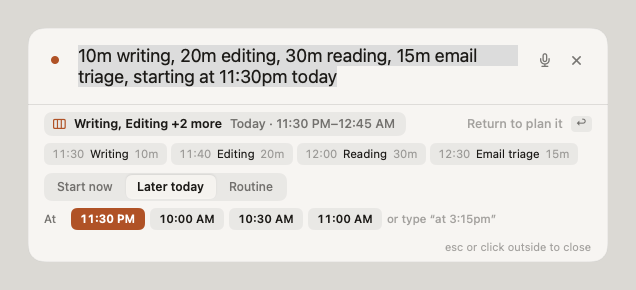 10m writing, 20m editing, 30m reading, 15m email
triage, starting at 11:30pm today
Writing, Editing +2 more Today · 11:30 PM–12:45 AM Return to plan it
11:30 Writing 10m 11:40 Editing 20m 12:00 Reading 30m 12:30 Email triage 15m
Start now Later today Routine
At 11:30 PM 10:00 AM 10:30 AM 11:00 AM or type “at 3:15pm”
esc or click outside to close